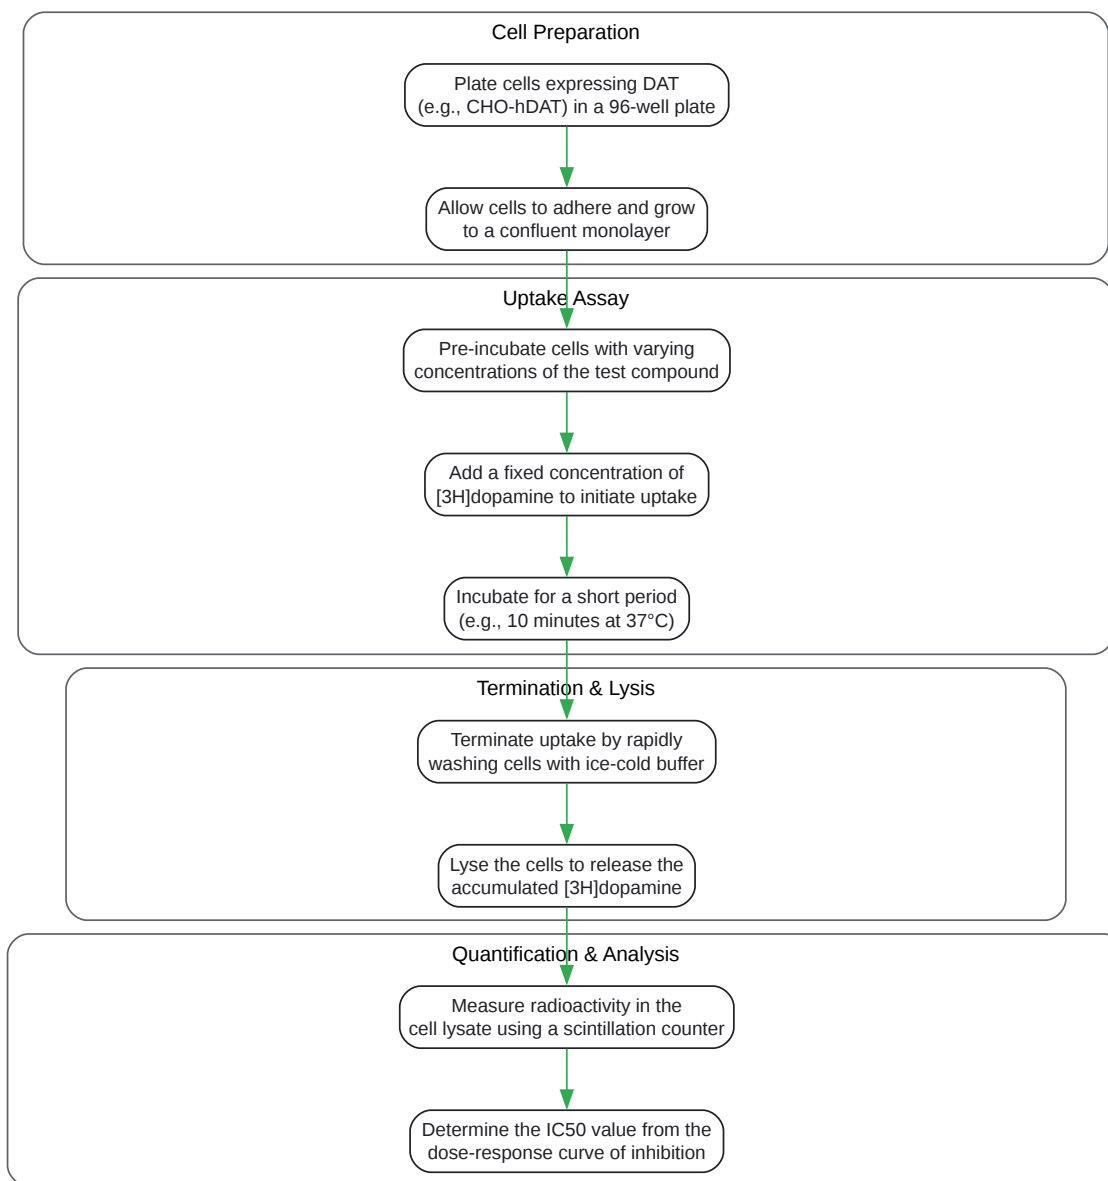 Cell Preparation
Plate cells expressing DAT
(e.g., CHO-hDAT) in a 96-well plate
Allow cells to adhere and grow
to a confluent monolayer
Uptake Assay
Pre-incubate cells with varying
concentrations of the test compound
Add a fixed concentration of
[3H]dopamine to initiate uptake
Incubate for a short period
(e.g., 10 minutes at 37°C)
Termination & Lysis
Terminate uptake by rapidly
washing cells with ice-cold buffer
Lyse the cells to release the
accumulated [3H]dopamine
Quantification & Analysis
Measure radioactivity in the
cell lysate using a scintillation counter
Determine the IC50 value from the
dose-response curve of inhibition